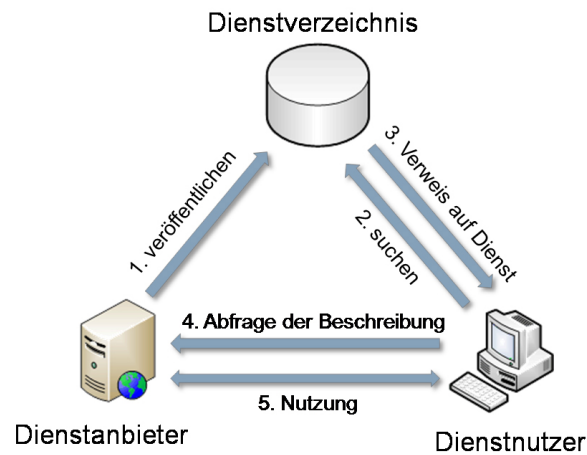 Dienstverzeichnis
1. veröffentlichen
2. suchen
3. Verweis auf Dienst
4. Abfrage der Beschreibung
5. Nutzung
Dienstanbieter
Dienstnutzer